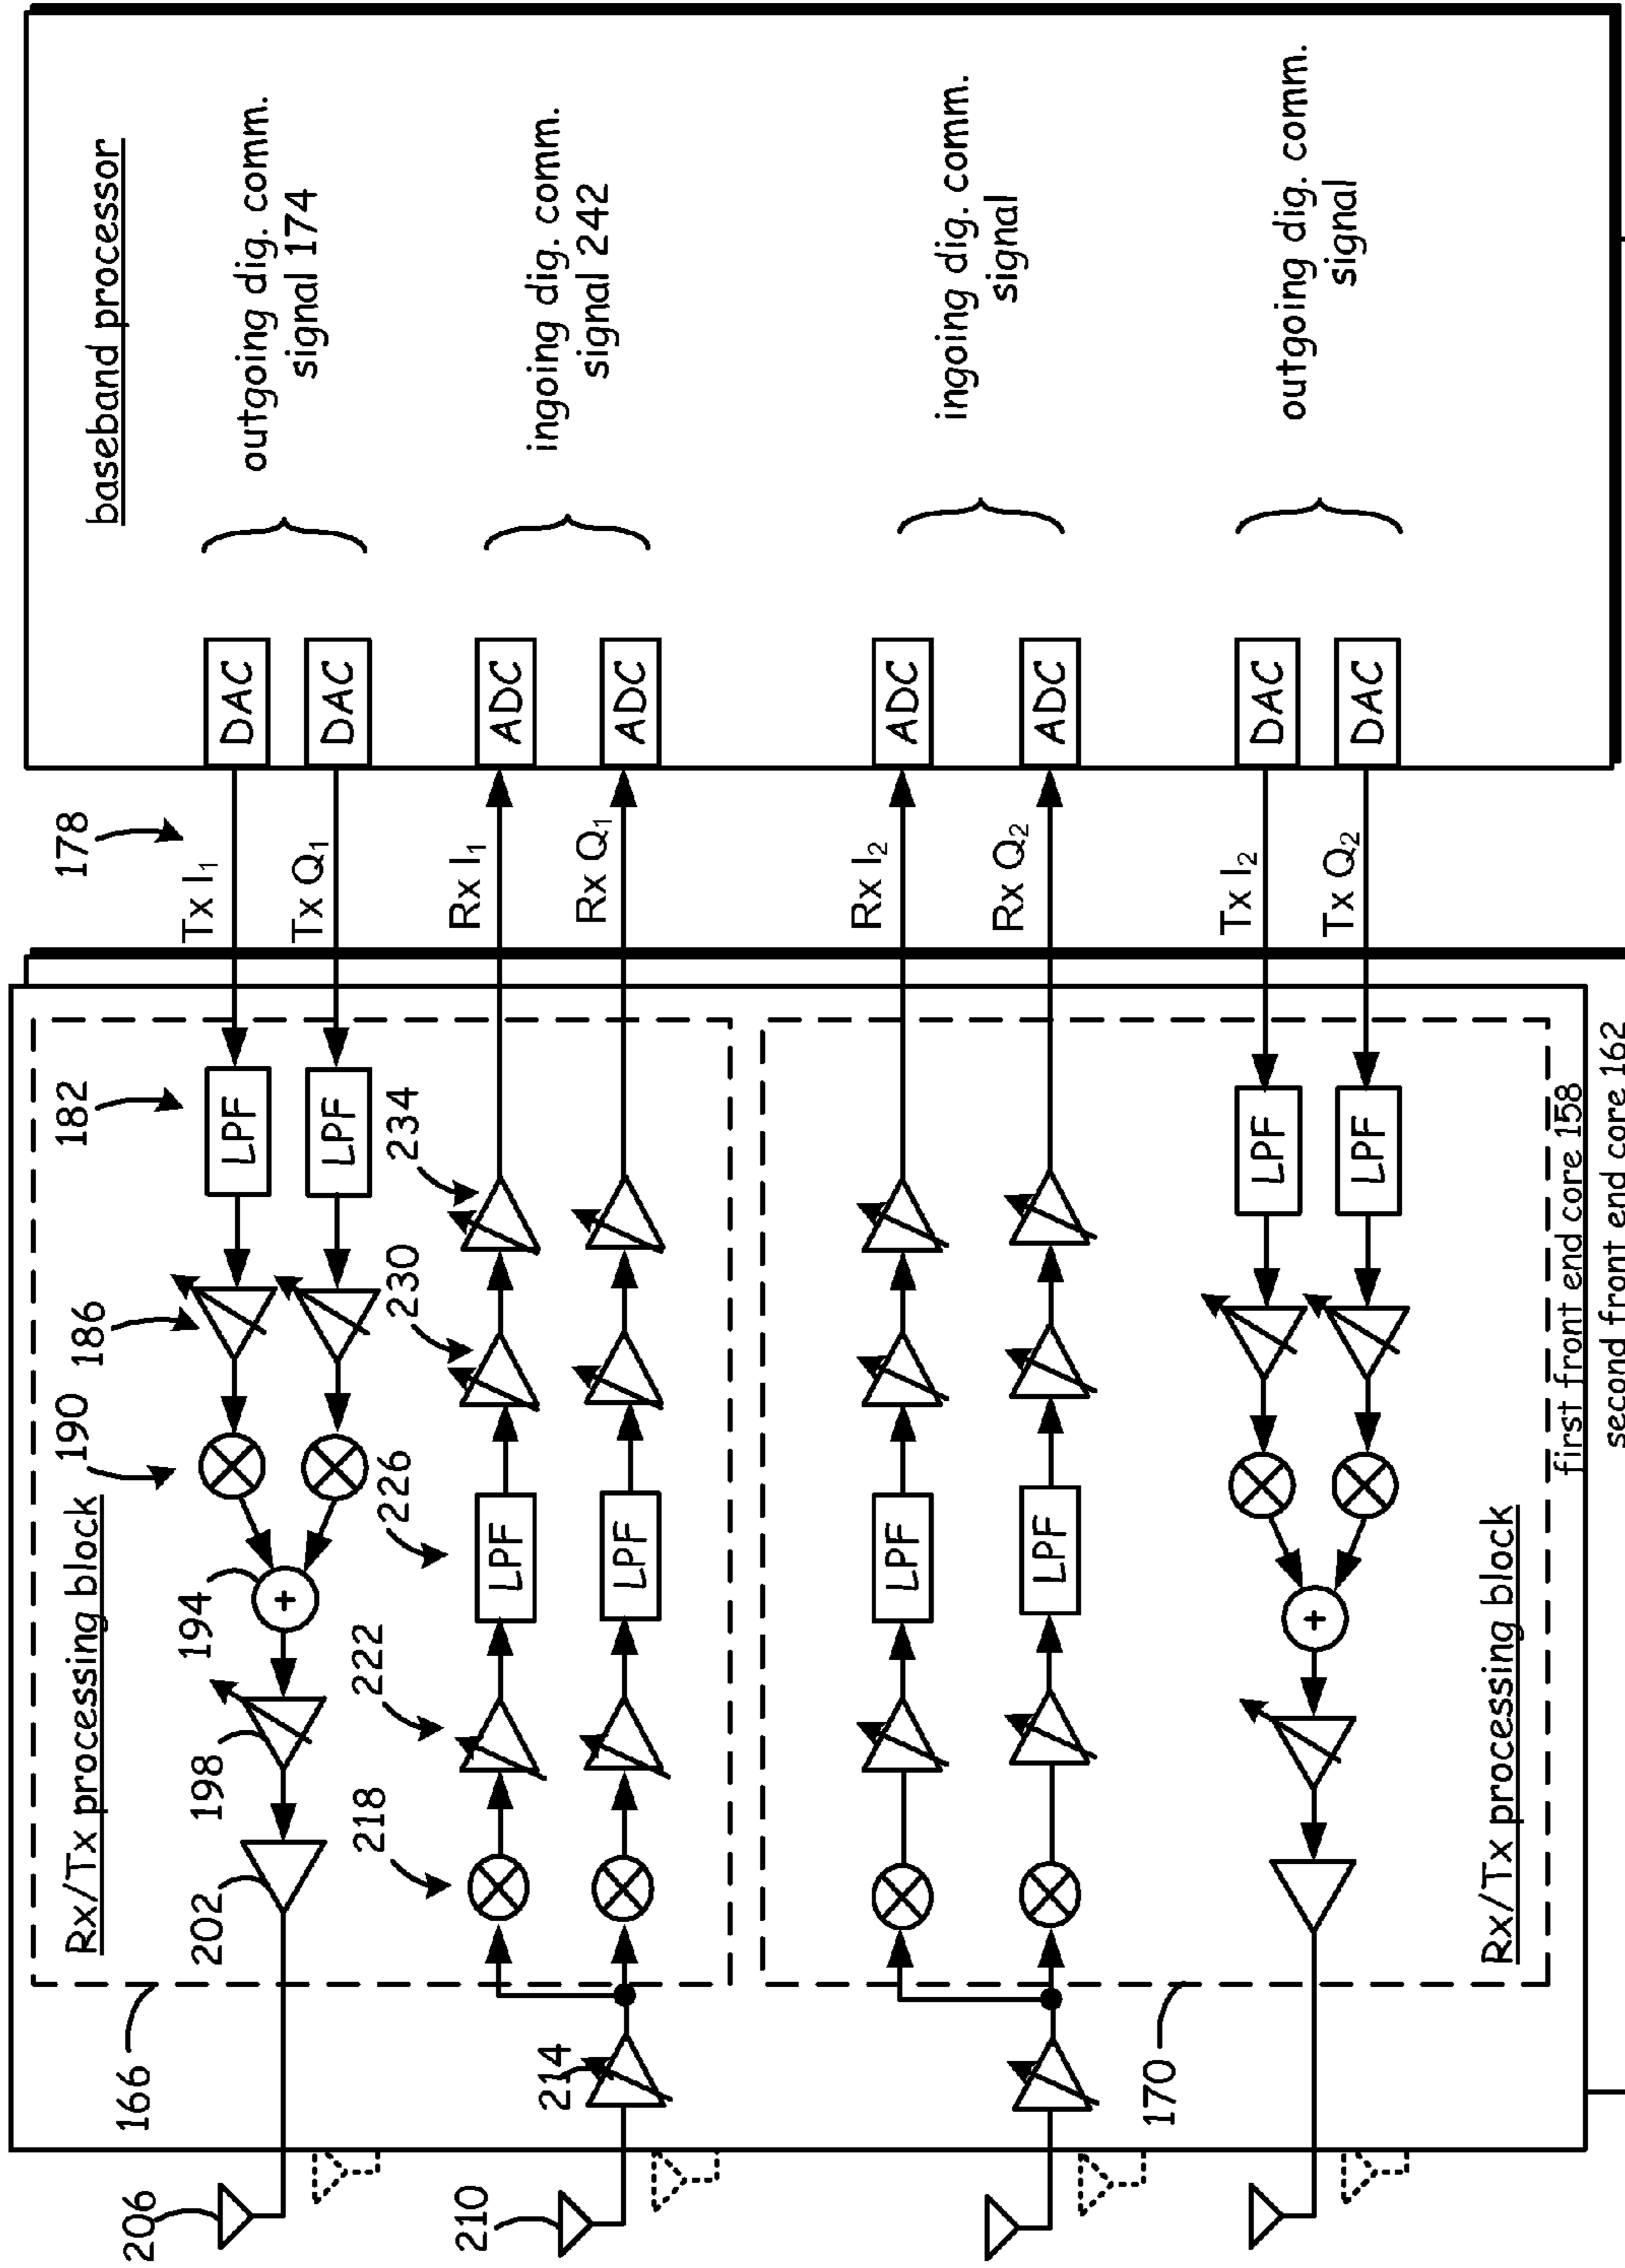 baseband processor
outgoing dig. comm.
signal 174
ingoing dig. comm.
signal 242
ingoing dig. comm.
signal
outgoing dig. comm.
signal
DAC
DAC
ADC
ADC
ADC
ADC
DAC
DAC
178
Tx I₁
Tx Q₁
Rx I₁
Rx Q₁
Rx I₂
Rx Q₂
Tx I₂
Tx Q₂
166
Rx/Tx processing block
206
202
198
194
+
190
186
182
LPF
LPF
210
214
218
222
226
230
234
LPF
LPF
LPF
LPF
170
LPF
LPF
+
Rx/Tx processing block
first front end core 158
second front end core 162